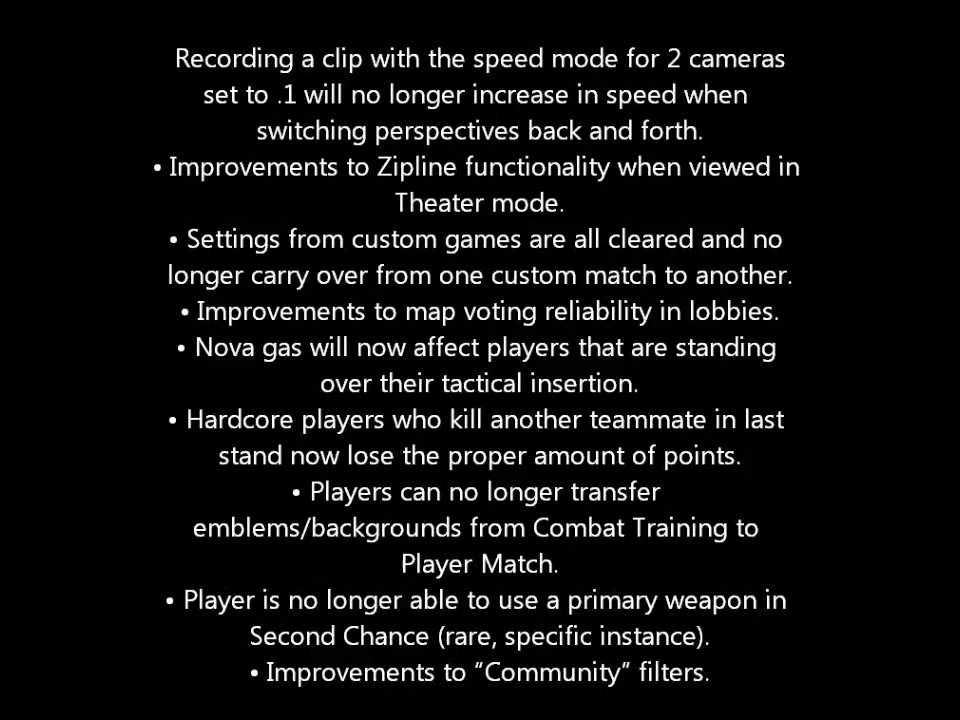 Recording a clip with the speed mode for 2 cameras
set to .1 will no longer increase in speed when
switching perspectives back and forth.
• Improvements to Zipline functionality when viewed in
Theater mode.
• Settings from custom games are all cleared and no
longer carry over from one custom match to another.
• Improvements to map voting reliability in lobbies.
• Nova gas will now affect players that are standing
over their tactical insertion.
• Hardcore players who kill another teammate in last
stand now lose the proper amount of points.
• Players can no longer transfer
emblems/backgrounds from Combat Training to
Player Match.
• Player is no longer able to use a primary weapon in
Second Chance (rare, specific instance).
• Improvements to “Community” filters.